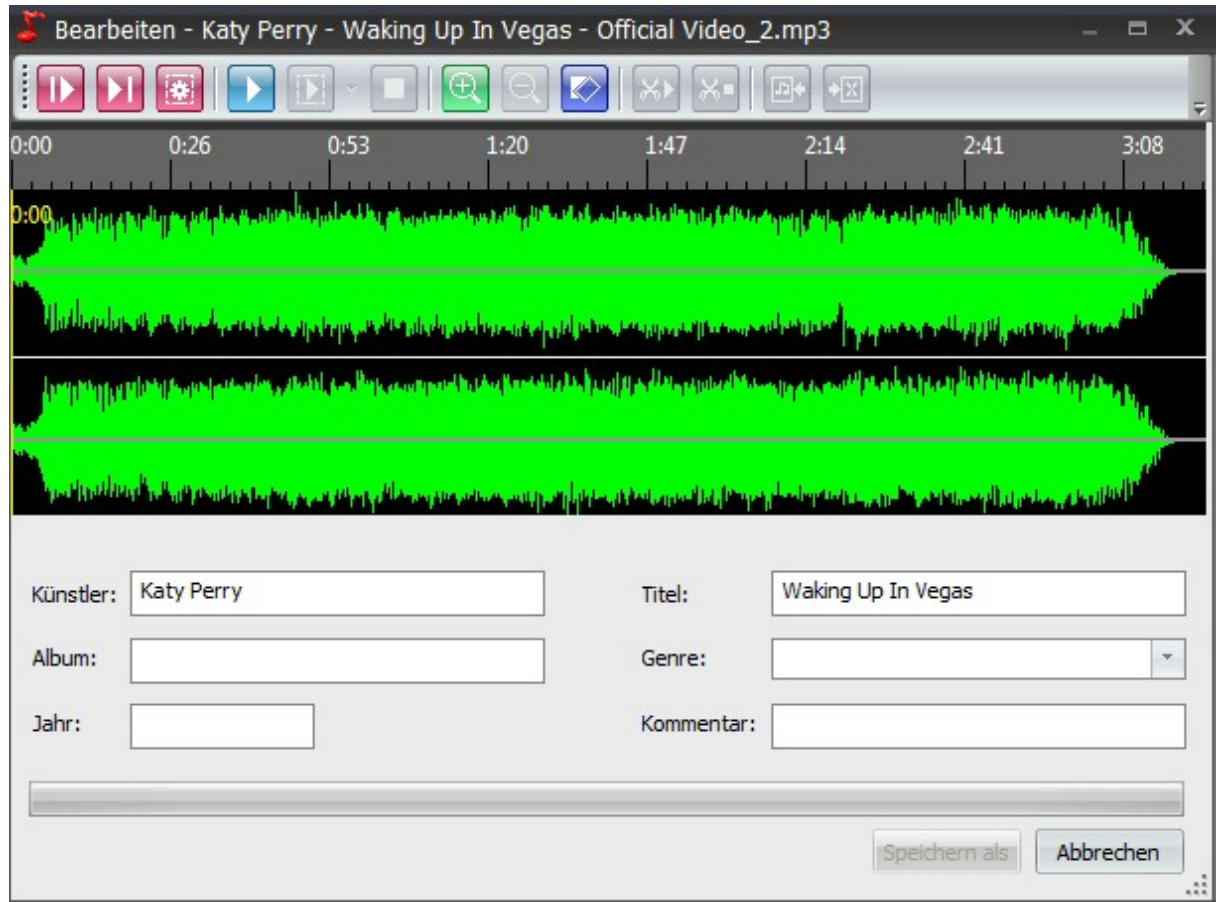 Bearbeiten - Katy Perry - Waking Up In Vegas - Official Video_2.mp3
0:00 0:26 0:53 1:20 1:47 2:14 2:41 3:08
0:00
Künstler: Katy Perry Titel: Waking Up In Vegas
Album: Genre:
Jahr: Kommentar:
Speichern als Abbrechen